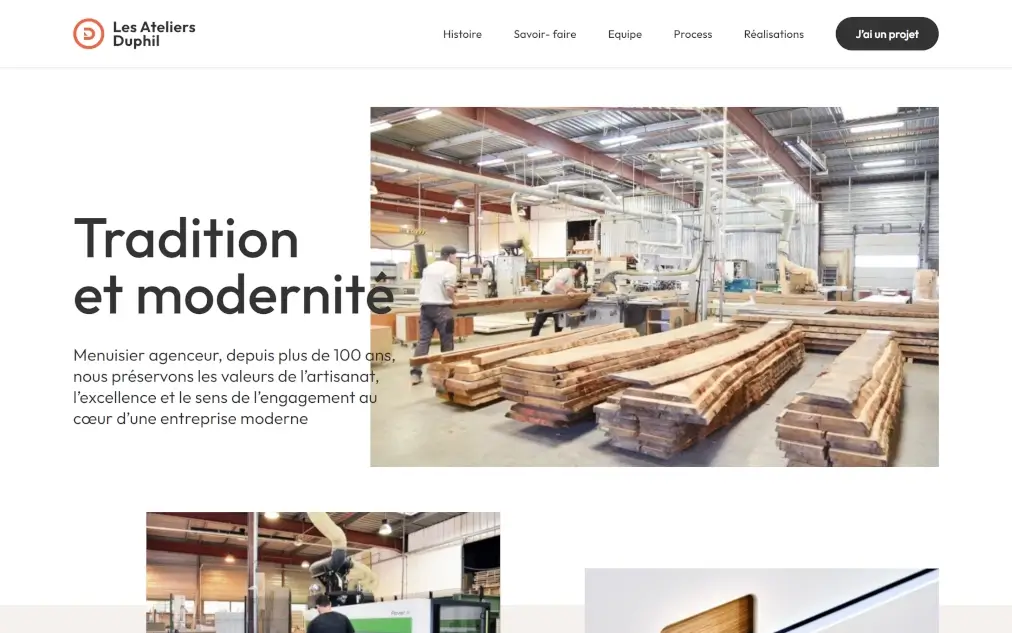 Les Ateliers
Duphil
Histoire
Savoir- faire
Equipe
Process
Réalisations
J'ai un projet
Tradition
et modernité
Menuisier agenceur, depuis plus de 100 ans,
nous préservons les valeurs de l'artisanat,
l'excellence et le sens de l'engagement au
cœur d'une entreprise moderne